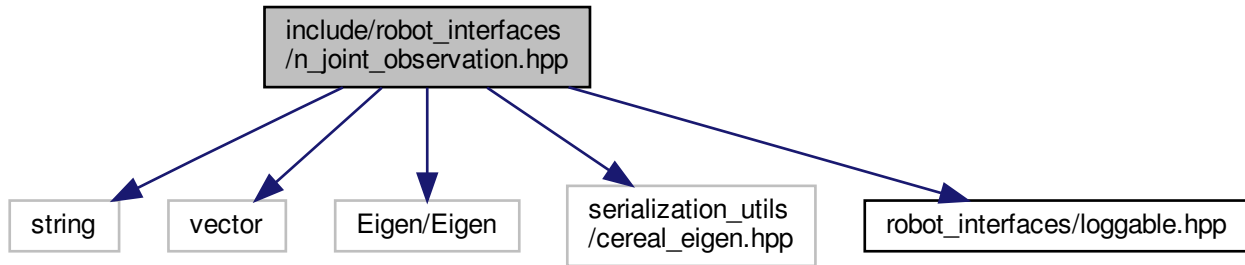 include/robot_interfaces
/n_joint_observation.hpp
string
vector
Eigen/Eigen
serialization_utils
/cereal_eigen.hpp
robot_interfaces/loggable.hpp